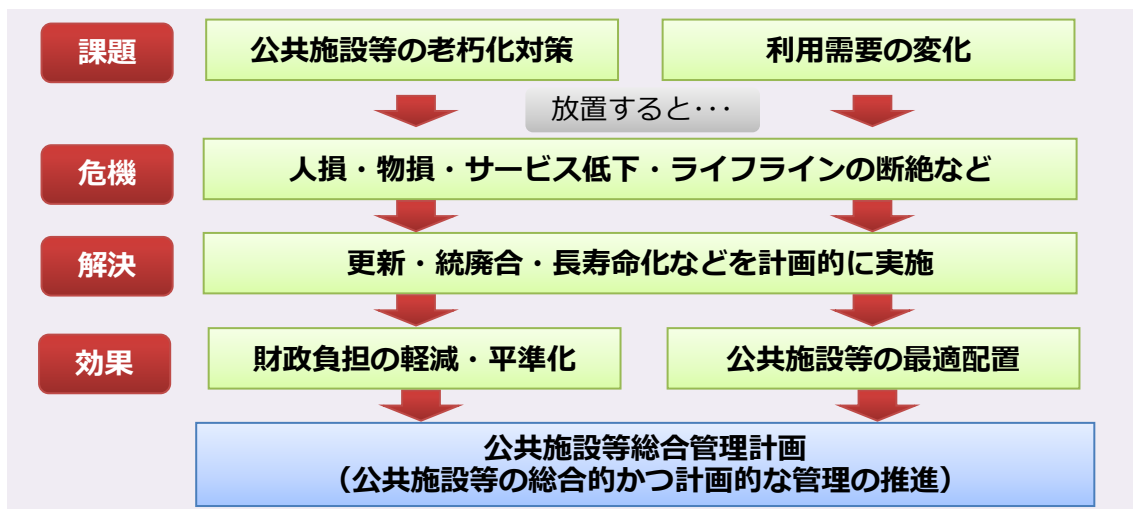 課題
公共施設等の老朽化対策
利用需要の変化
放置すると･･･
危機
人損・物損・サービス低下・ライフラインの断絶など
解決
更新・統廃合・長寿命化などを計画的に実施
効果
財政負担の軽減・平準化
公共施設等の最適配置
公共施設等総合管理計画
（公共施設等の総合的かつ計画的な管理の推進）